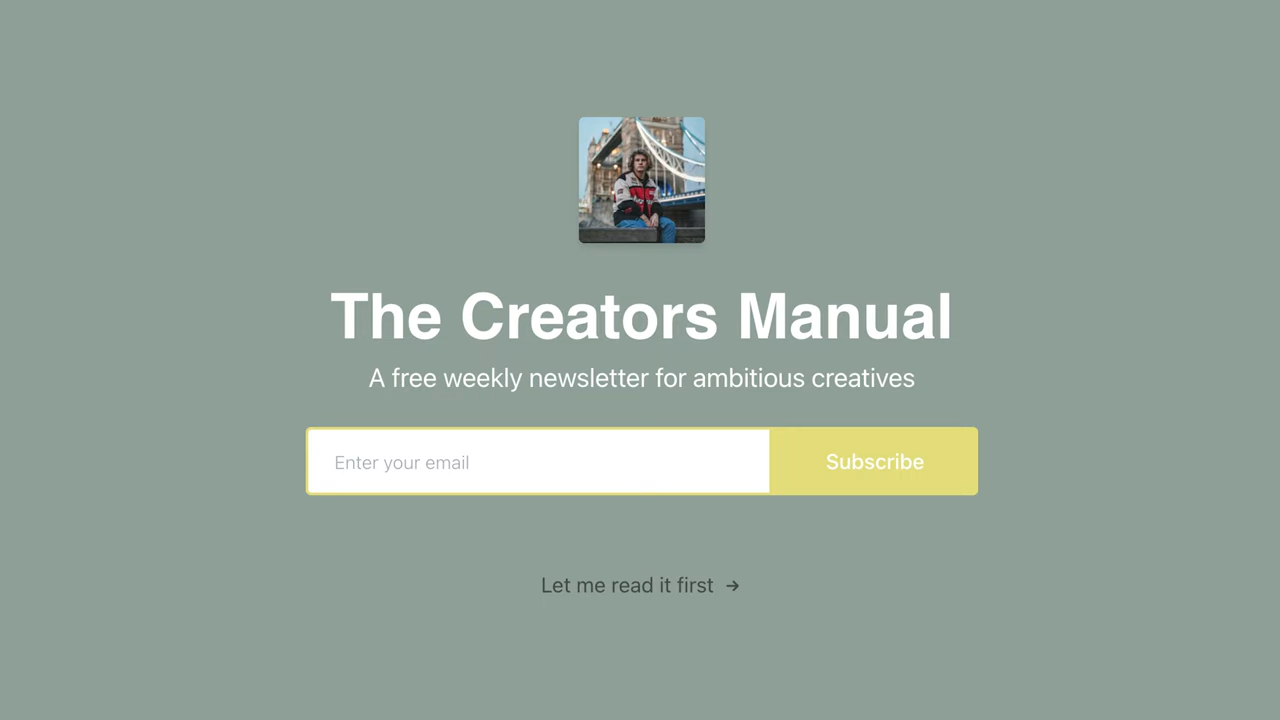 The Creators Manual
A free weekly newsletter for ambitious creatives
Enter your email
Subscribe
Let me read it first →